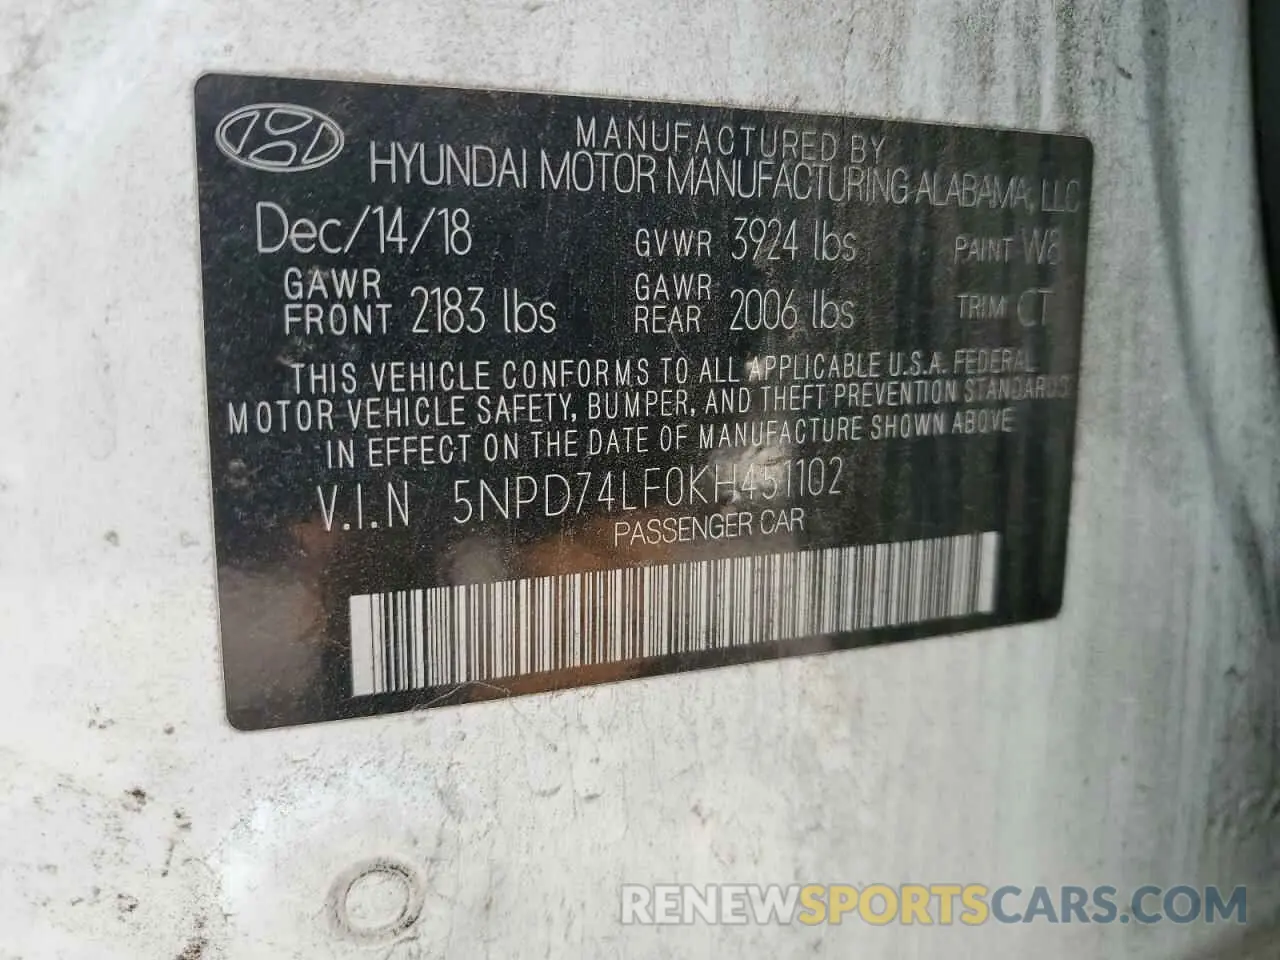 MANUFACTURED BY
HYUNDAI MOTOR MANUFACTURING ALABAMA, LLC
Dec/14/18 GVWR 3924 lbs PAINT W8
GAWR FRONT 2183 lbs GAWR REAR 2006 lbs TRIM CT
THIS VEHICLE CONFORMS TO ALL APPLICABLE U.S.A. FEDERAL
MOTOR VEHICLE SAFETY, BUMPER, AND THEFT PREVENTION STANDARDS
IN EFFECT ON THE DATE OF MANUFACTURE SHOWN ABOVE
V.I.N 5NPD74LF0KH451102
PASSENGER CAR
RENEWSPORTSCARS.COM